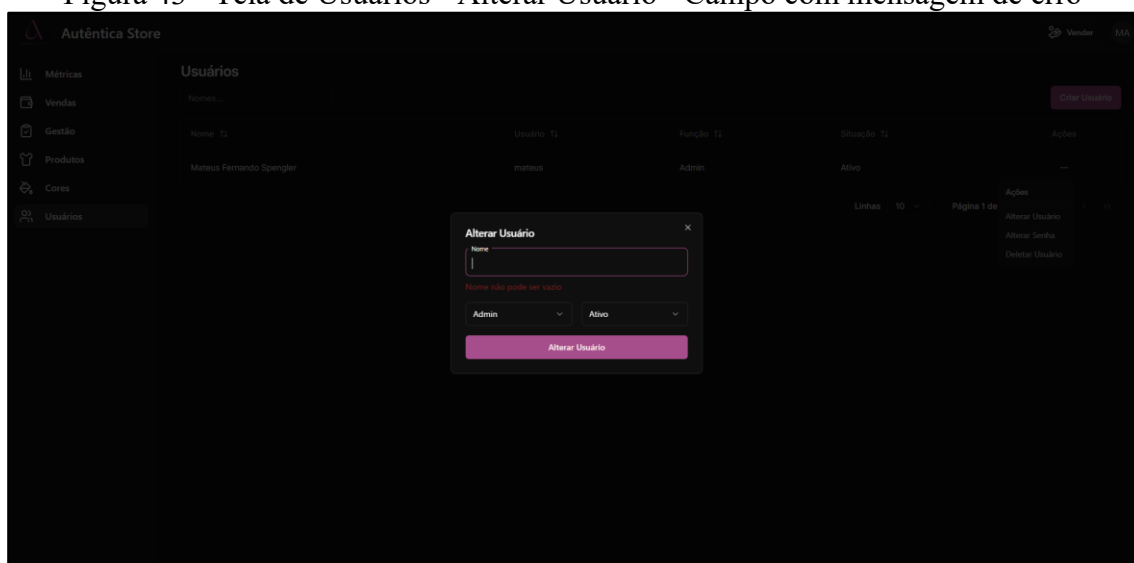 Figura 43 - Tela de Usuários - Alterar Usuário - Campo com mensagem de erro
Autêntica Store
Vender
MA
Métricas
Vendas
Gestão
Produtos
Cores
Usuários
Usuários
Nomes...
Criar Usuário
Nome
Usuário
Função
Situação
Ações
Mateus Fernando Spengler
mateus
Admin
Ativo
Linhas 10
Página 1 de
Ações
Alterar Usuário
Alterar Senha
Deletar Usuário
Alterar Usuário
Nome
Nome não pode ser vazio
Admin
Ativo
Alterar Usuário